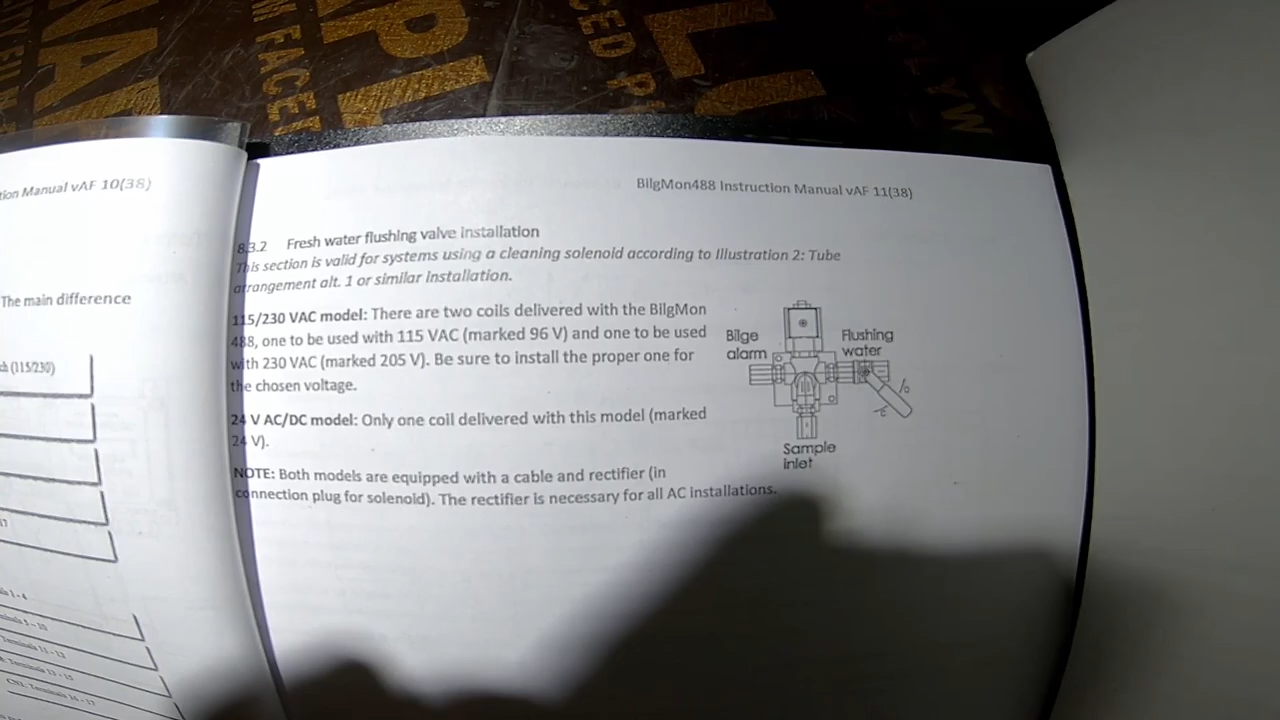 tion Manual vAF 10(38)
The main difference
(115/230)
BilgMon488 Instruction Manual vAF 11(38)
8.3.2 Fresh water flushing valve installation
This section is valid for systems using a cleaning solenoid according to Illustration 2: Tube
arrangement alt. 1 or similar installation.
115/230 VAC model: There are two coils delivered with the BilgMon
488, one to be used with 115 VAC (marked 96 V) and one to be used
with 230 VAC (marked 205 V). Be sure to install the proper one for
the chosen voltage.
24 V AC/DC model: Only one coil delivered with this model (marked
24 V).
NOTE: Both models are equipped with a cable and rectifier (in
connection plug for solenoid). The rectifier is necessary for all AC installations.
Bilge
alarm
Flushing
water
Sample
inlet